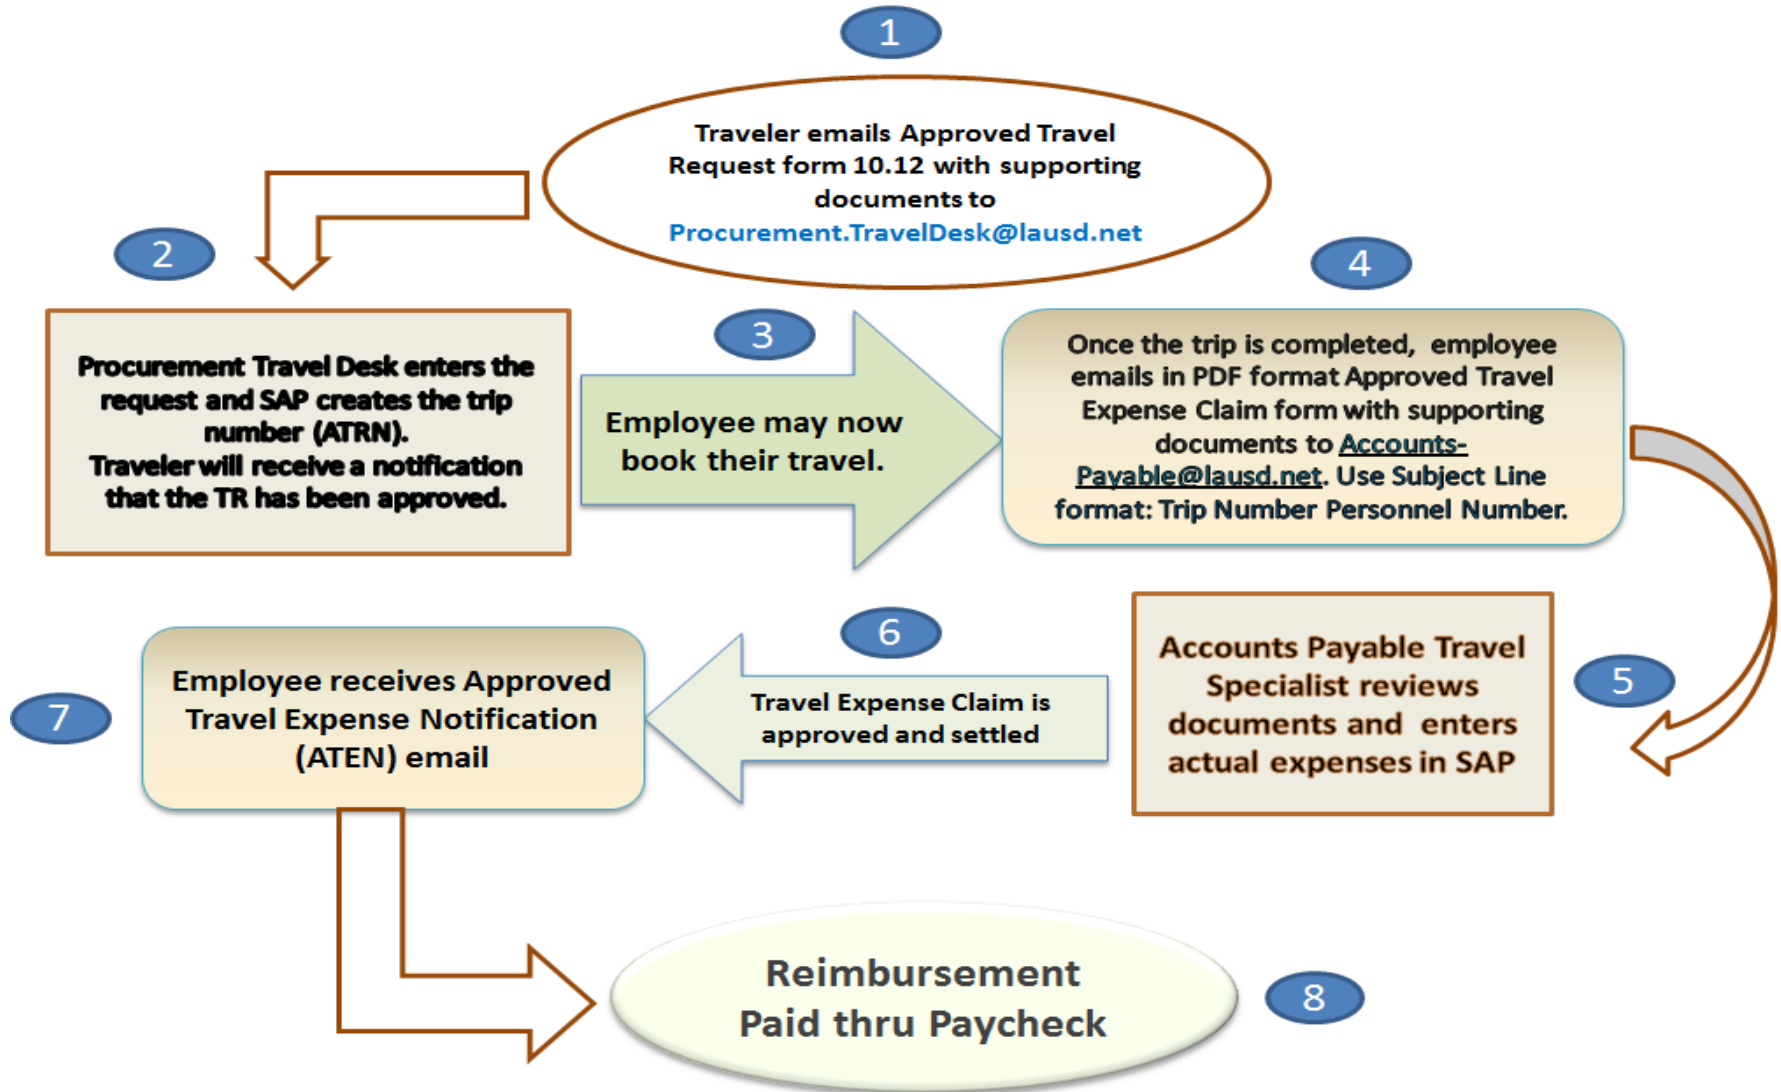 1
Traveler emails Approved Travel
Request form 10.12 with supporting
documents to
Procurement.TravelDesk@lausd.net
2
Procurement Travel Desk enters the
request and SAP creates the trip
number (ATRN).
Traveler will receive a notification
that the TR has been approved.
3
Employee may now
book their travel.
4
Once the trip is completed, employee
emails in PDF format Approved Travel
Expense Claim form with supporting
documents to Accounts-
Payable@lausd.net. Use Subject Line
format: Trip Number Personnel Number.
5
Accounts Payable Travel
Specialist reviews
documents and enters
actual expenses in SAP
6
Travel Expense Claim is
approved and settled
7
Employee receives Approved
Travel Expense Notification
(ATEN) email
Reimbursement
Paid thru Paycheck
8